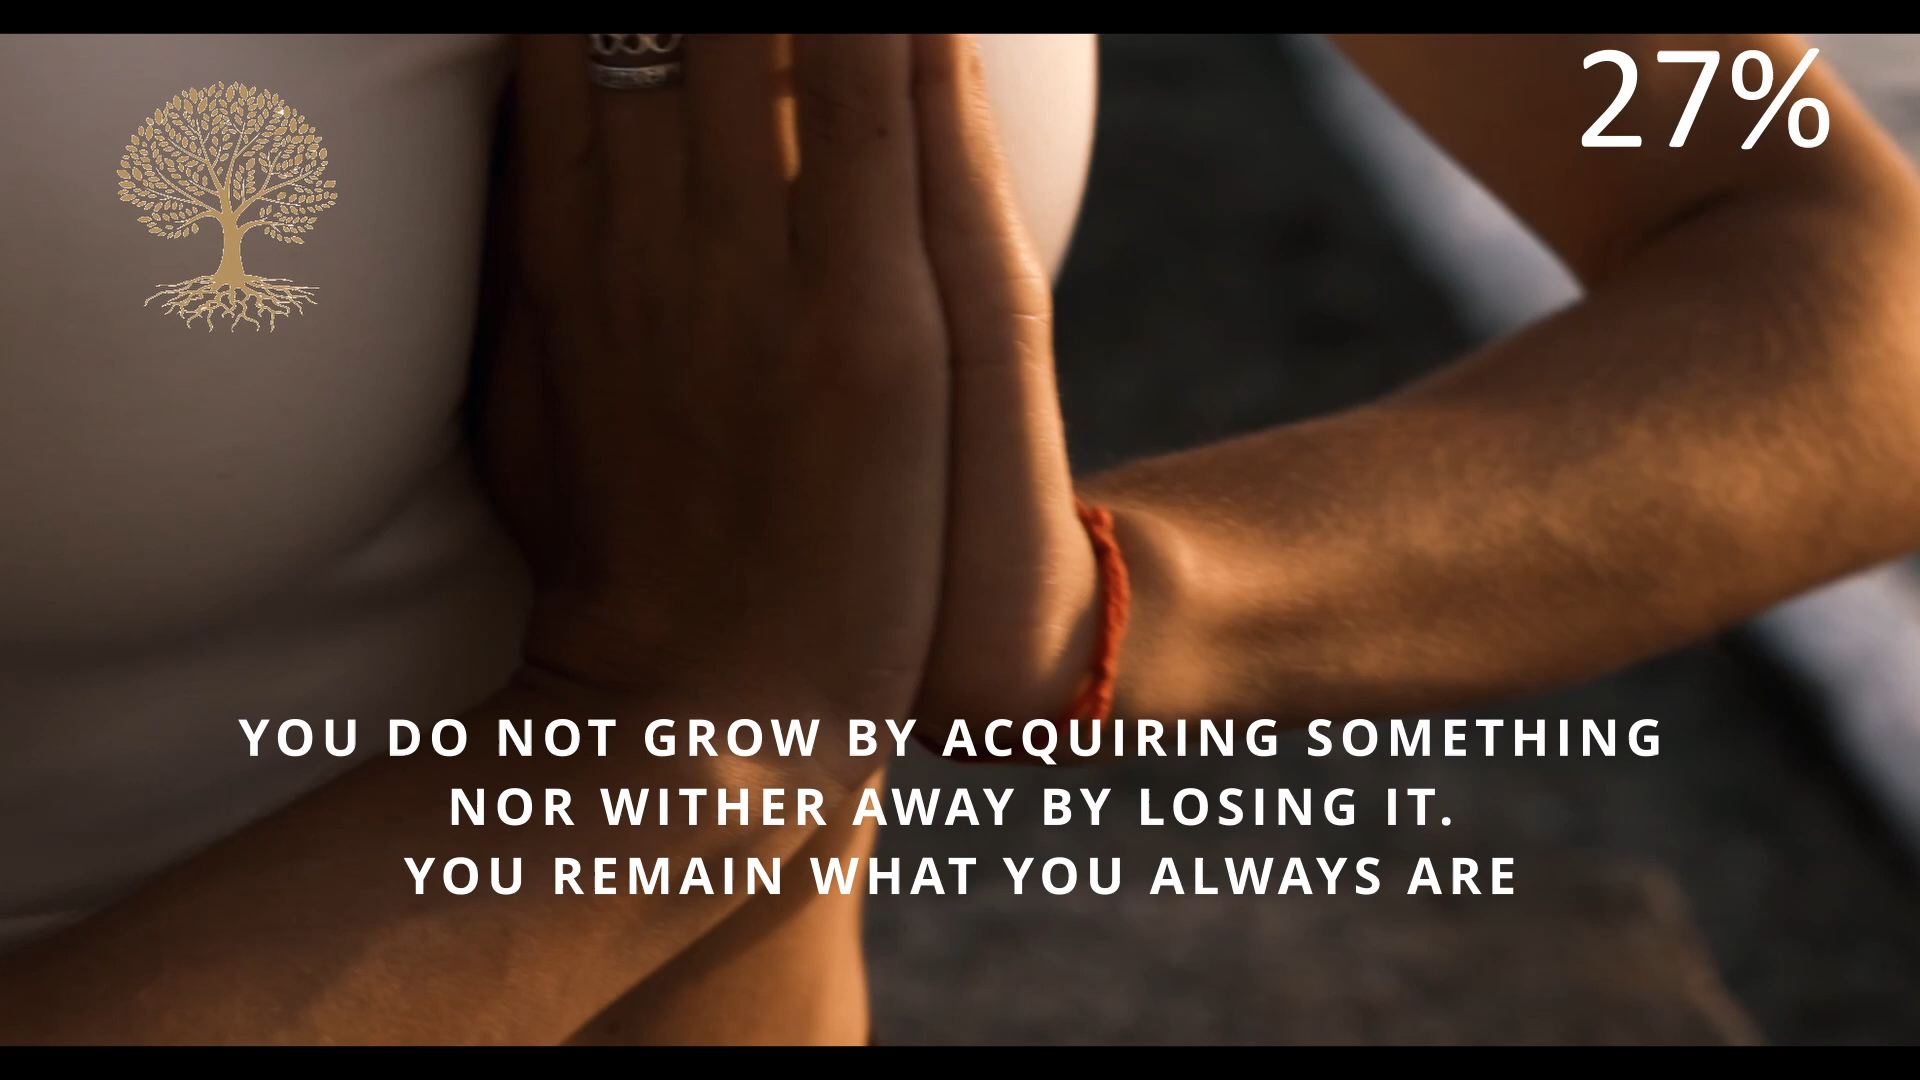 27%
YOU DO NOT GROW BY ACQUIRING SOMETHING
NOR WITHER AWAY BY LOSING IT.
YOU REMAIN WHAT YOU ALWAYS ARE